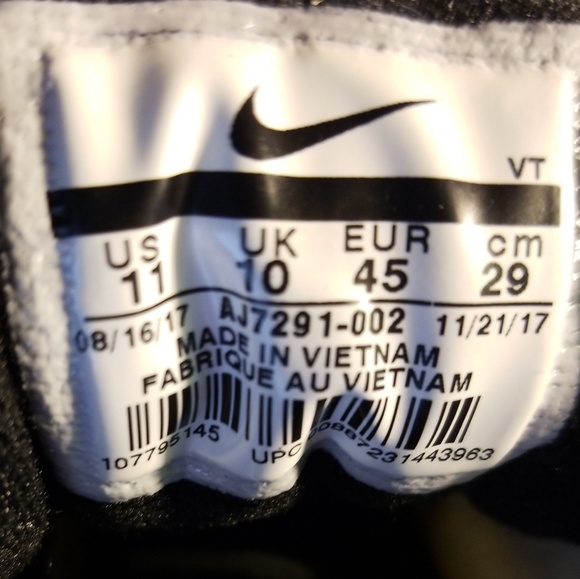 VT
US UK EUR cm
11 10 45 29
08/16/17 AJ7291-002 11/21/17
MADE IN VIETNAM
FABRIQUE AU VIETNAM
107795145 UPC 00887231443963